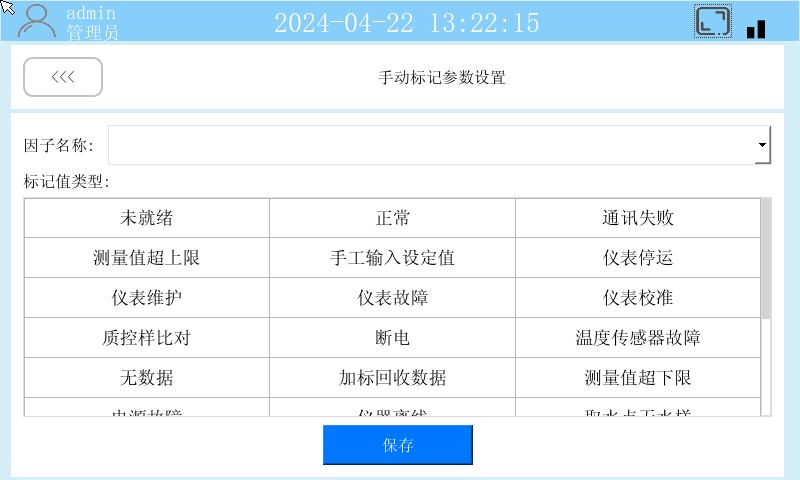 admin
管理员
2024-04-22 13:22:15
<<<
手动标记参数设置
因子名称:
标记值类型:
未就绪 正常 通讯失败
测量值超上限 手工输入设定值 仪表停运
仪表维护 仪表故障 仪表校准
质控样比对 断电 温度传感器故障
无数据 加标回收数据 测量值超下限
电源故障 仪器离线 取水点无水样
保存